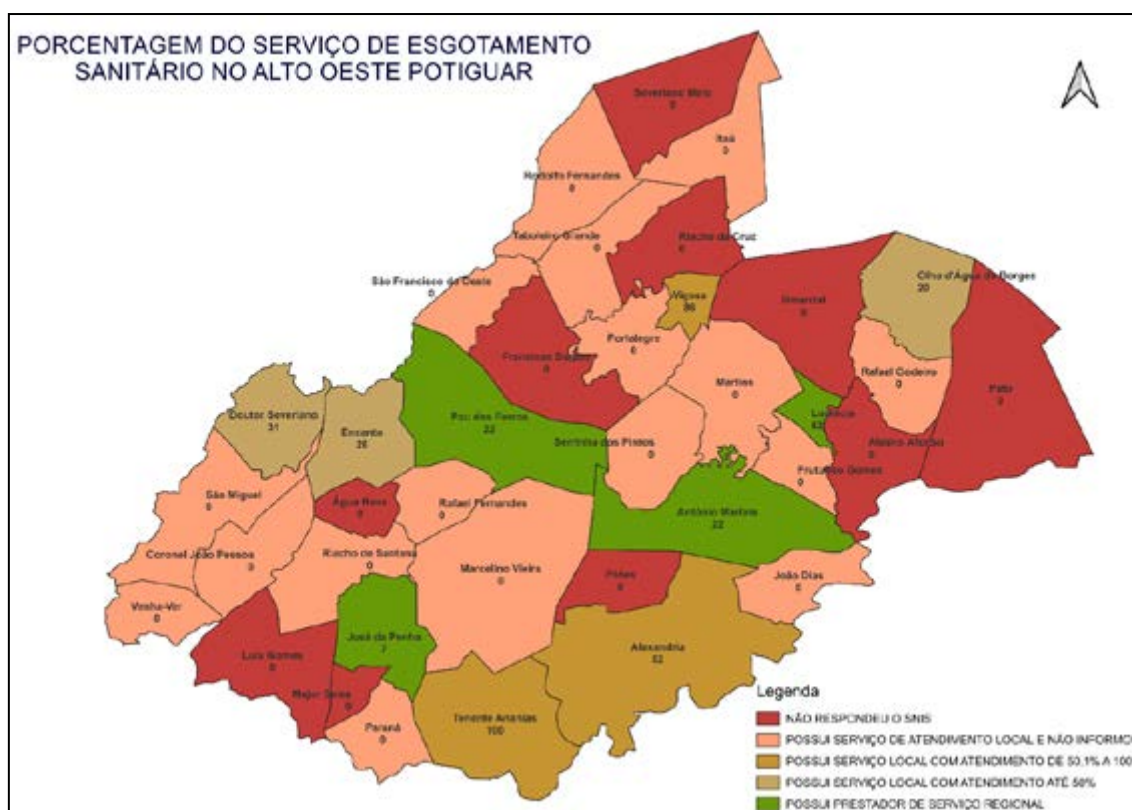 PORCENTAGEM DO SERVIÇO DE ESGOTAMENTO
SANITÁRIO NO ALTO OESTE POTIGUAR
Severiano Melo
0
Itaú
0
Rodolfo Fernandes
0
Taboleiro Grande
0
Riacho da Cruz
0
São Francisco do Oeste
0
Viçosa
Olho d'Água do Borges
20
Umarizal
0
Portalegre
0
Francisco Dantas
0
Rafael Godeiro
0
Martins
0
Patu
0
Lucrécia
Doutor Severiano
31
Encanto
Pau dos Ferros
22
Serrinha dos Pintos
0
Almino Afonso
0
Frutuoso Gomes
0
São Miguel
0
Água Nova
0
Rafael Fernandes
0
Antônio Martins
22
Coronel João Pessoa
0
Riacho de Santana
0
Marcelino Vieira
0
Pilões
0
João Dias
0
Venha-Ver
0
José da Penha
7
Alexandria
52
Luís Gomes
0
Major Sales
0
Tenente Ananias
100
Paraná
0
Legenda
NÃO RESPONDEU O SNIS
POSSUI SERVIÇO DE ATENDIMENTO LOCAL E NÃO INFORMO
POSSUI SERVIÇO LOCAL COM ATENDIMENTO DE 50,1% A 100
POSSUI SERVIÇO LOCAL COM ATENDIMENTO ATÉ 50%
POSSUI PRESTADOR DE SERVIÇO REGIONAL